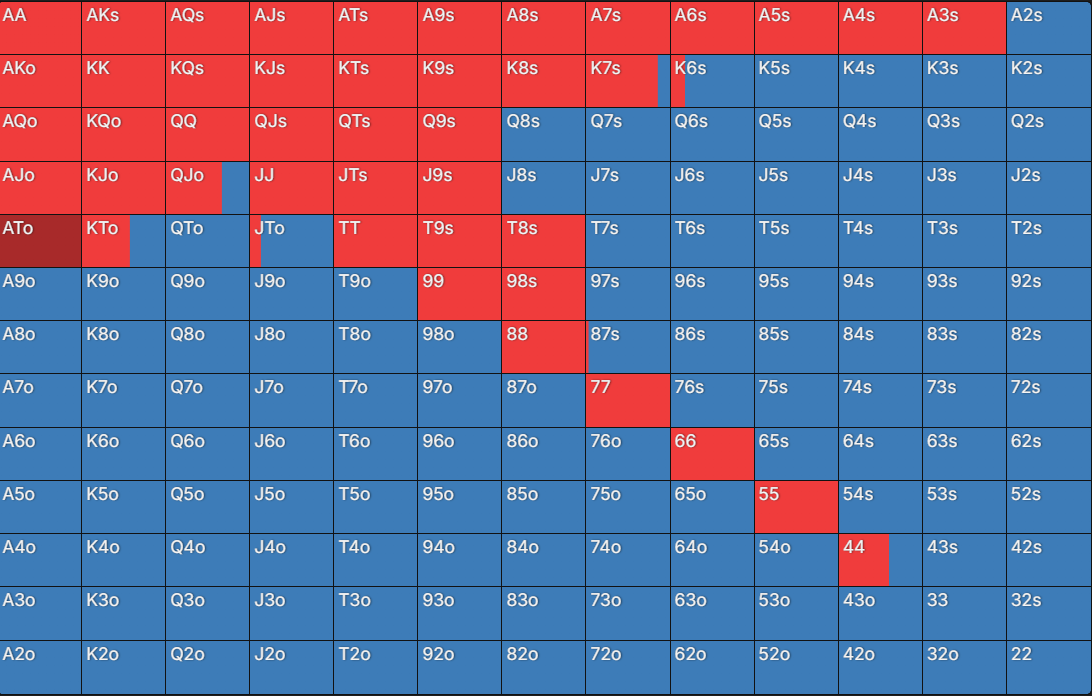 AA AKs AQs AJs ATs A9s A8s A7s A6s A5s A4s A3s A2s
AKo KK KQs KJs KTs K9s K8s K7s K6s K5s K4s K3s K2s
AQo KQo QQ QJs QTs Q9s Q8s Q7s Q6s Q5s Q4s Q3s Q2s
AJo KJo QJo JJ JTs J9s J8s J7s J6s J5s J4s J3s J2s
ATo KTo QTo JTo TT T9s T8s T7s T6s T5s T4s T3s T2s
A9o K9o Q9o J9o T9o 99 98s 97s 96s 95s 94s 93s 92s
A8o K8o Q8o J8o T8o 98o 88 87s 86s 85s 84s 83s 82s
A7o K7o Q7o J7o T7o 97o 87o 77 76s 75s 74s 73s 72s
A6o K6o Q6o J6o T6o 96o 86o 76o 66 65s 64s 63s 62s
A5o K5o Q5o J5o T5o 95o 85o 75o 65o 55 54s 53s 52s
A4o K4o Q4o J4o T4o 94o 84o 74o 64o 54o 44 43s 42s
A3o K3o Q3o J3o T3o 93o 83o 73o 63o 53o 43o 33 32s
A2o K2o Q2o J2o T2o 92o 82o 72o 62o 52o 42o 32o 22